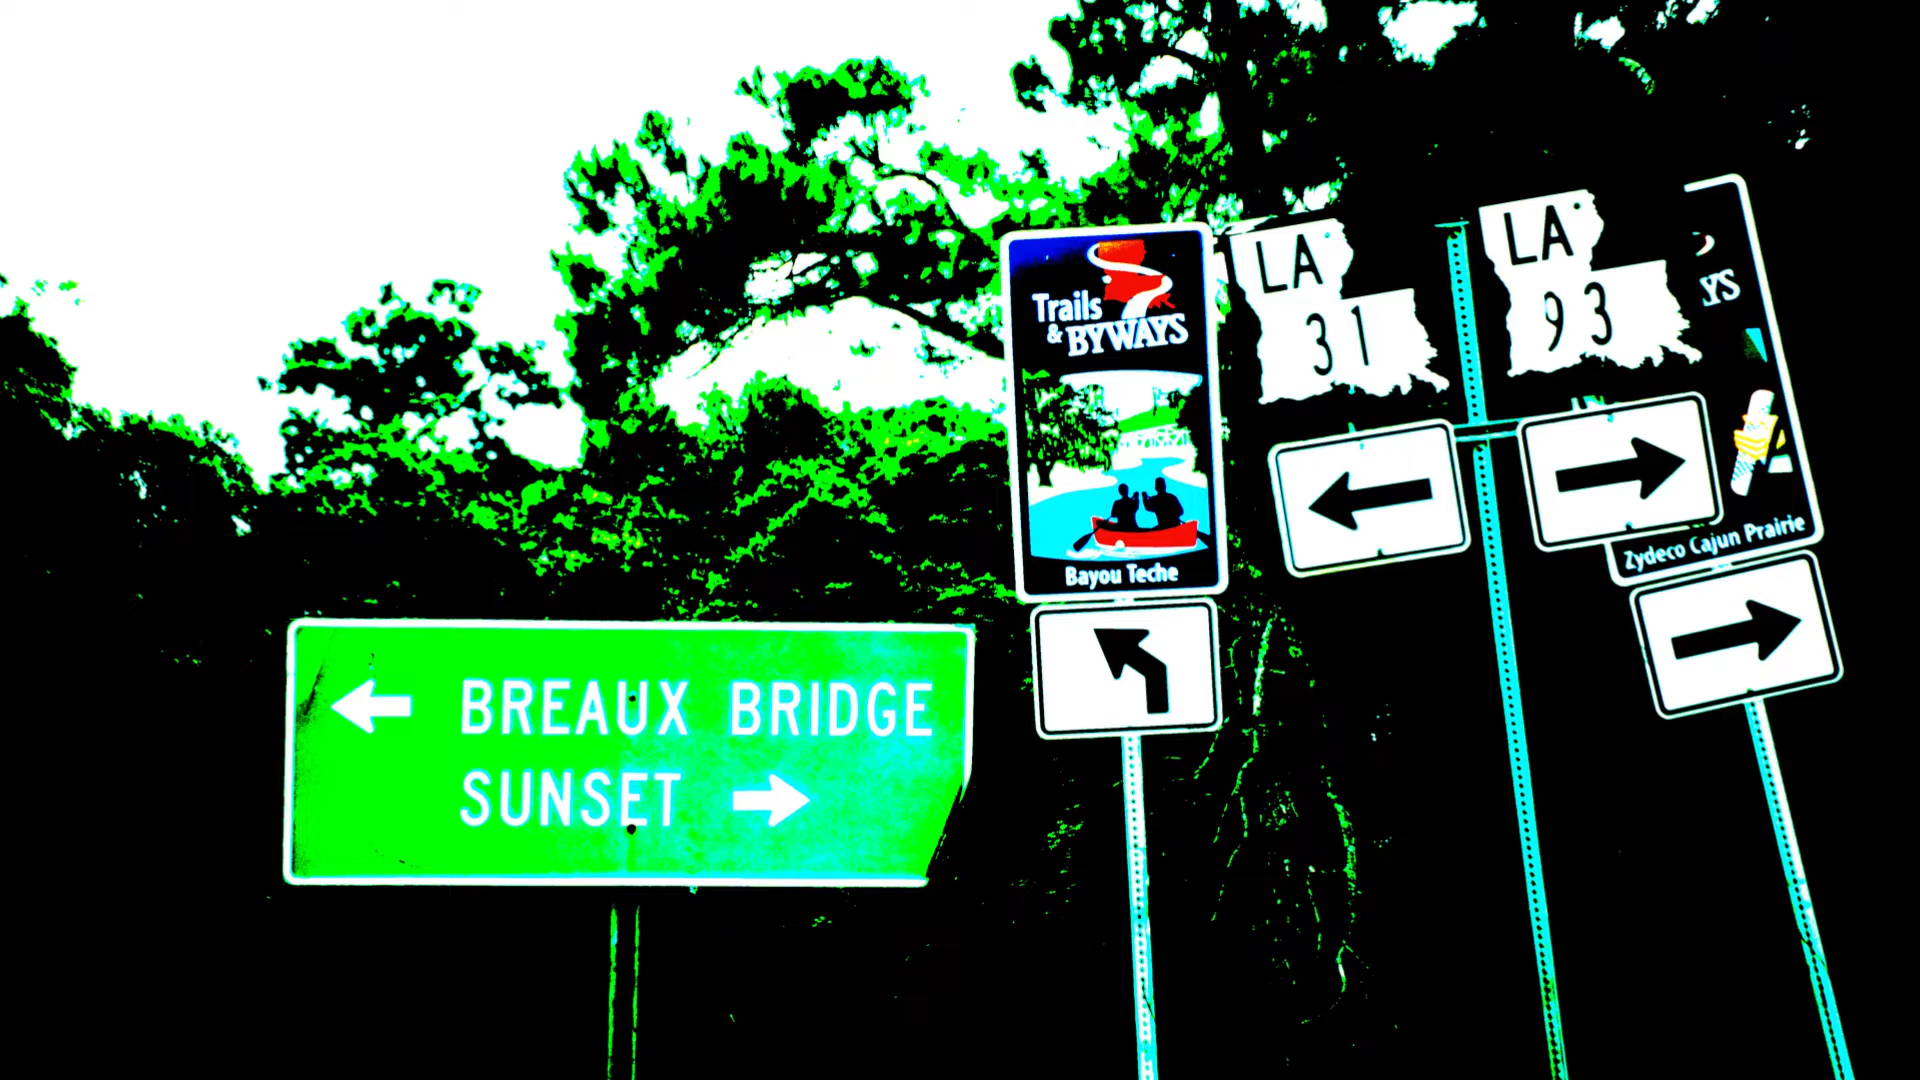 Trails
& BYWAYS
Bayou Teche
LA
31
LA
93
YS
Zydeco Cajun Prairie
BREAUX BRIDGE
SUNSET